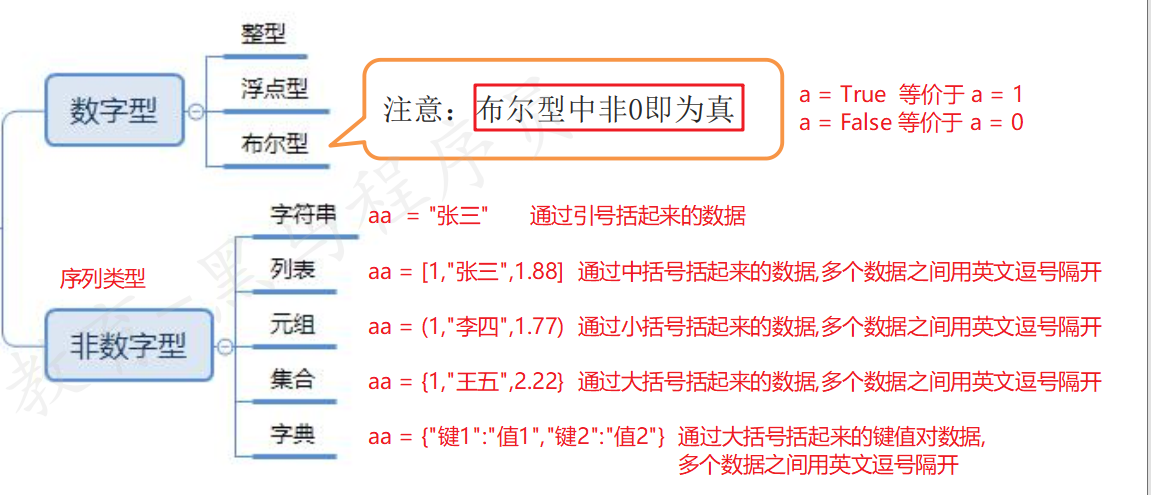 整型
浮点型
布尔型
数字型
注意：布尔型中非0即为真
a = True 等价于 a = 1
a = False 等价于 a = 0
序列类型
非数字型
字符串 aa = "张三" 通过引号括起来的数据
列表 aa = [1,"张三",1.88] 通过中括号括起来的数据,多个数据之间用英文逗号隔开
元组 aa = (1,"李四",1.77) 通过小括号括起来的数据,多个数据之间用英文逗号隔开
集合 aa = {1,"王五",2.22} 通过大括号括起来的数据,多个数据之间用英文逗号隔开
字典 aa = {"键1":"值1","键2":"值2"} 通过大括号括起来的键值对数据,
多个数据之间用英文逗号隔开
教育-黑马程序员